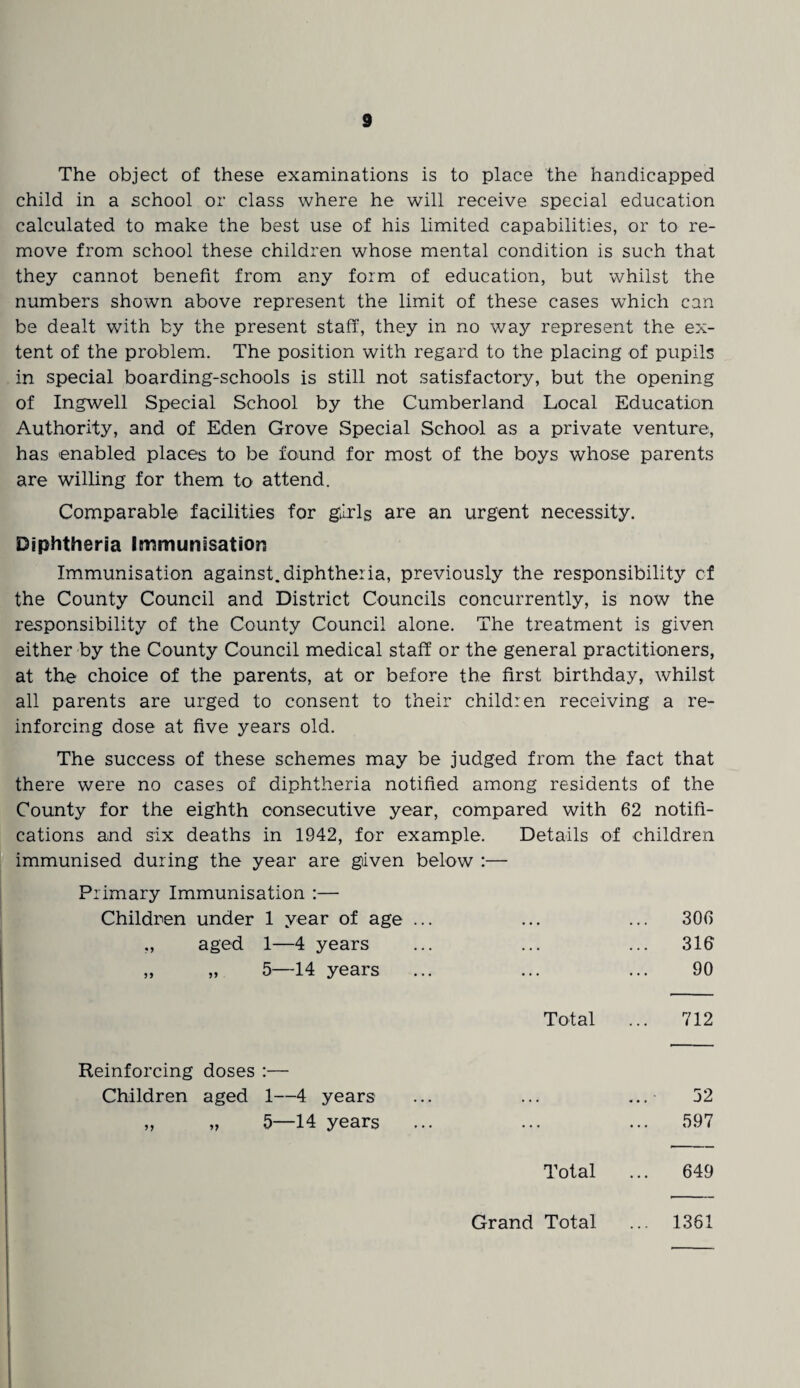 9
The object of these examinations is to place the handicapped
child in a school or class where he will receive special education
calculated to make the best use of his limited capabilities, or to re-
move from school these children whose mental condition is such that
they cannot benefit from any form of education, but whilst the
numbers shown above represent the limit of these cases which can
be dealt with by the present staff, they in no way represent the ex-
tent of the problem. The position with regard to the placing of pupils
in special boarding-schools is still not satisfactory, but the opening
of Ingwell Special School by the Cumberland Local Education
Authority, and of Eden Grove Special School as a private venture,
has enabled places to be found for most of the boys whose parents
are willing for them to attend.
Comparable facilities for girls are an urgent necessity.
Diphtheria Immunisation
Immunisation against.diphtheria, previously the responsibility of
the County Council and District Councils concurrently, is now the
responsibility of the County Council alone. The treatment is given
either by the County Council medical staff or the general practitioners,
at the choice of the parents, at or before the first birthday, whilst
all parents are urged to consent to their children receiving a re-
inforcing dose at five years old.
The success of these schemes may be judged from the fact that
there were no cases of diphtheria notified among residents of the
County for the eighth consecutive year, compared with 62 notifi-
cations and six deaths in 1942, for example. Details of children
immunised during the year are given below :—
Primary Immunisation :—
Children under 1 year of age ... ... ... 306
„ aged 1—4 years ... ... ... 316
„ „ 5—14 years ... ... ... 90
Total ... 712
Reinforcing doses :—
Children aged 1—4 years ... ... ... 52
„ „ 5—14 years ... ... ... 597
Total ... 649
Grand Total ... 1361